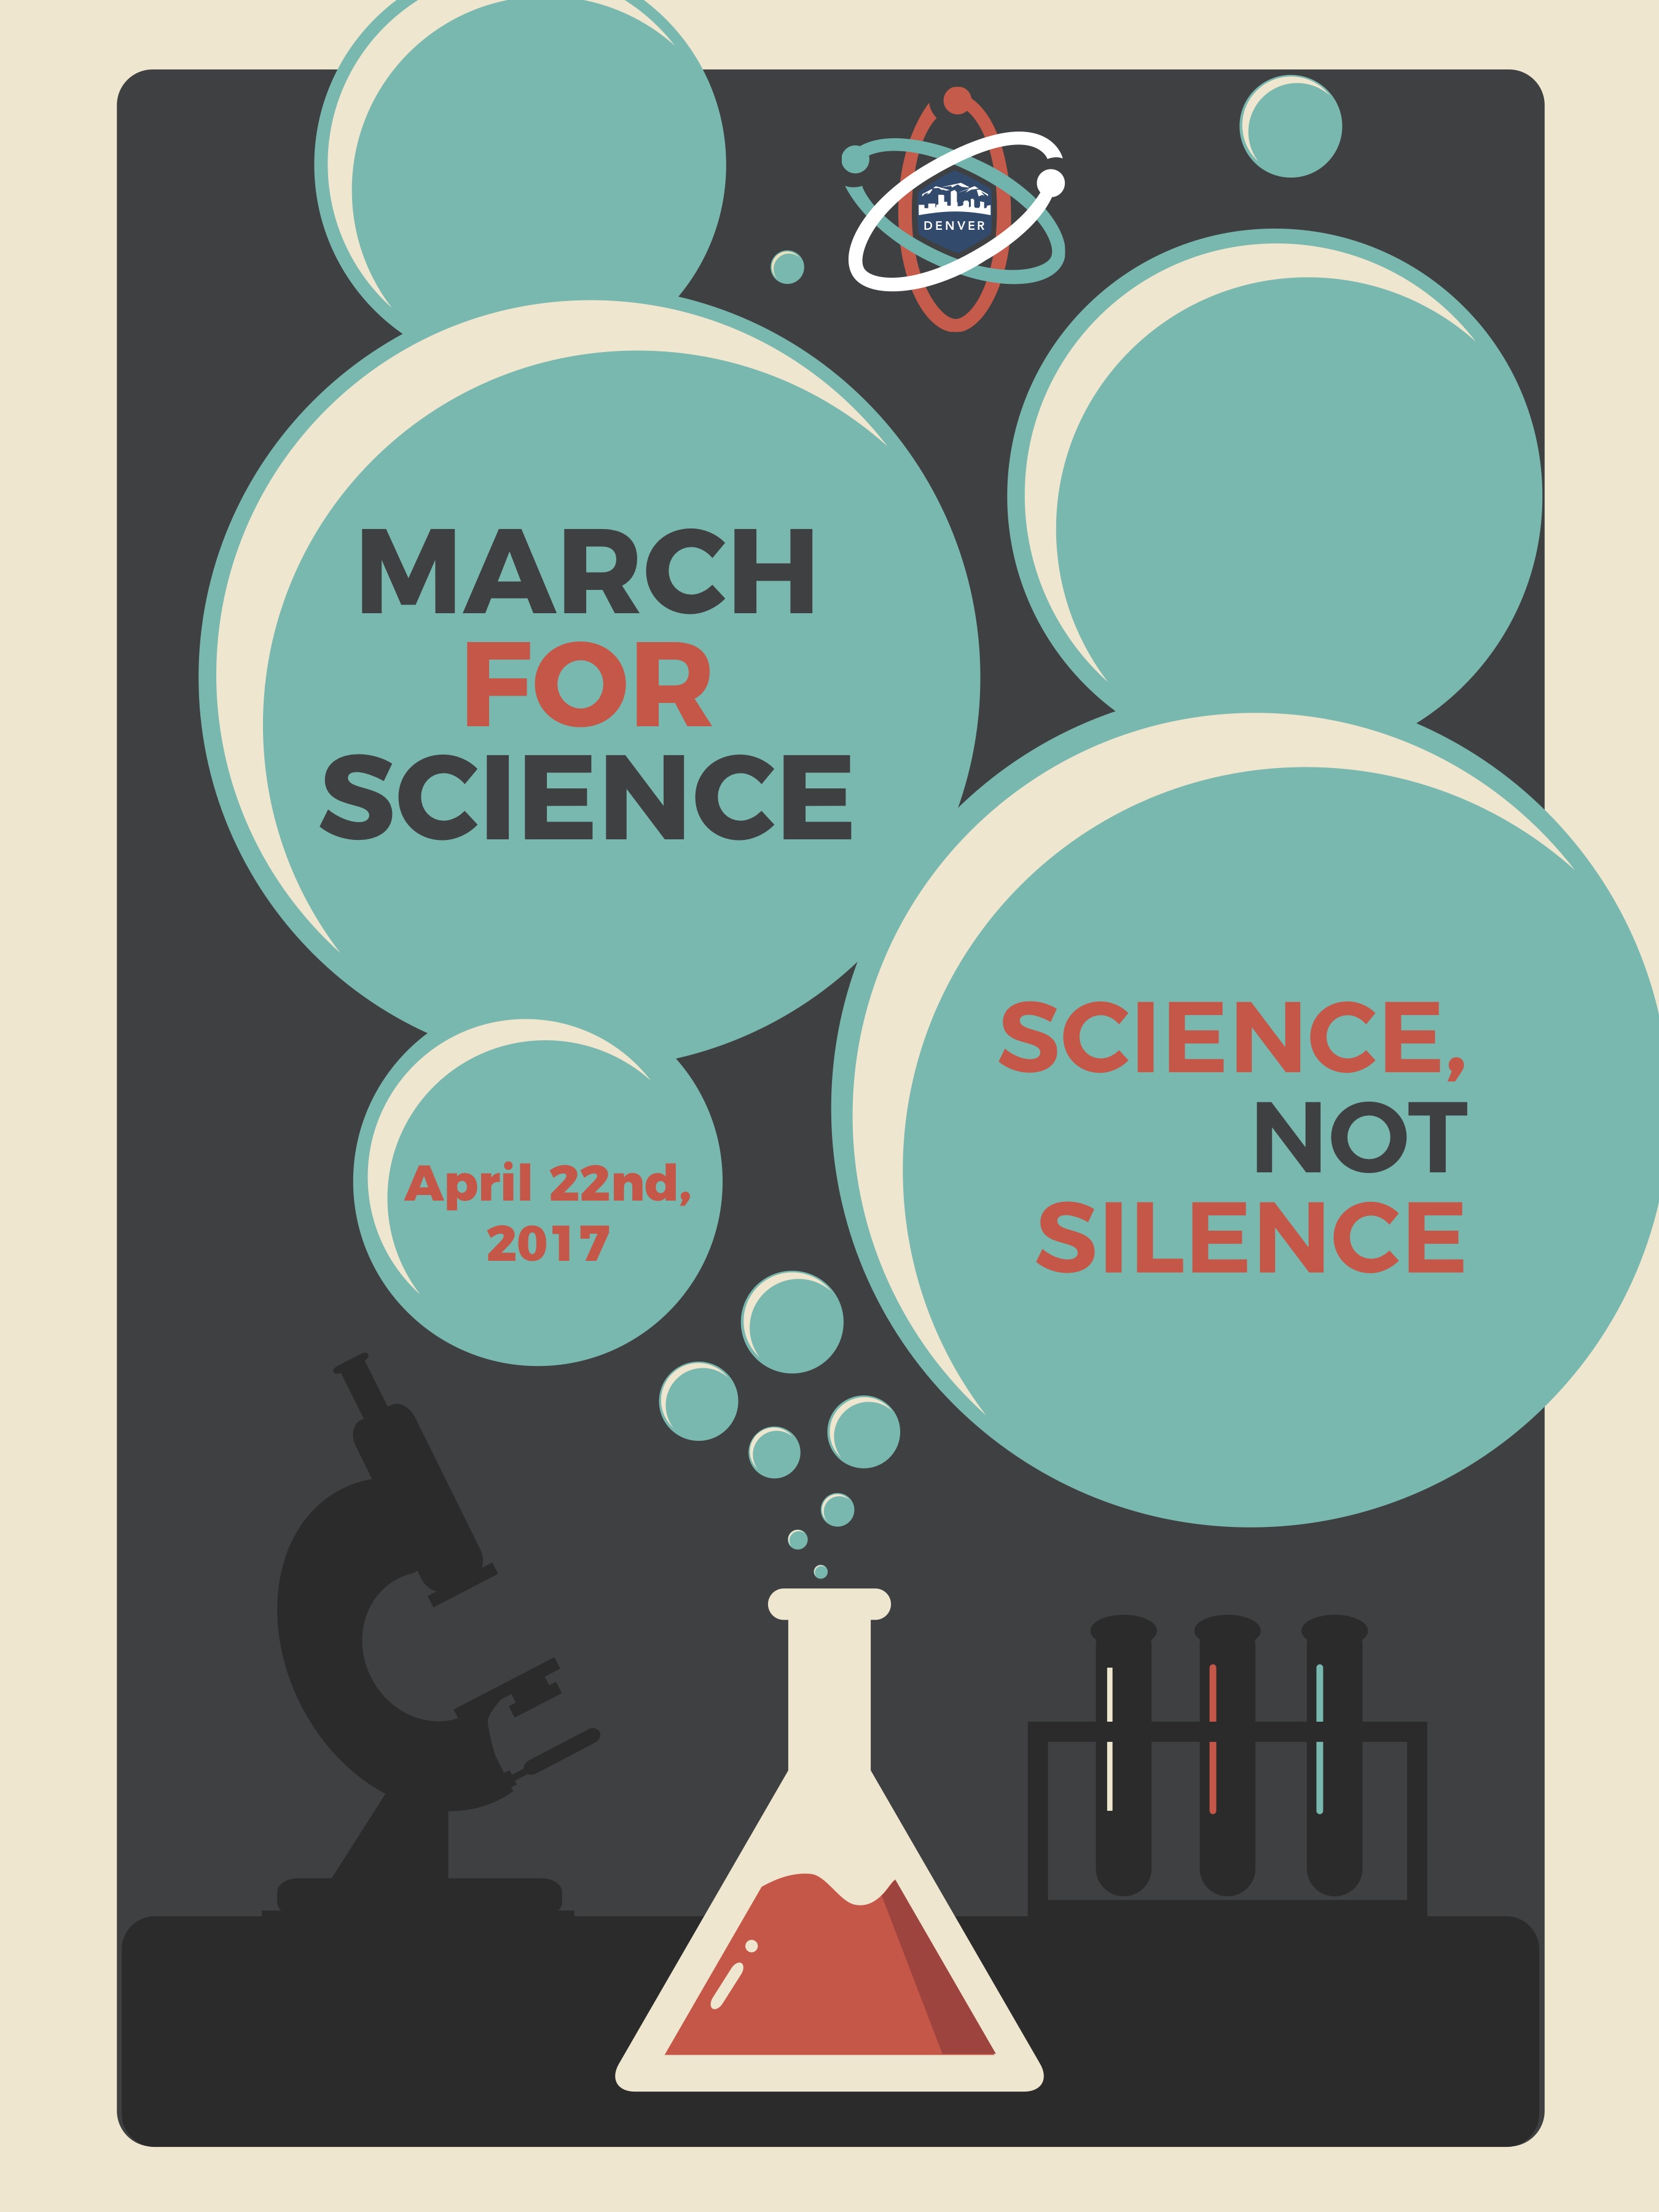 DENVER
MARCH
FOR
SCIENCE
SCIENCE,
NOT
SILENCE
April 22nd,
2017